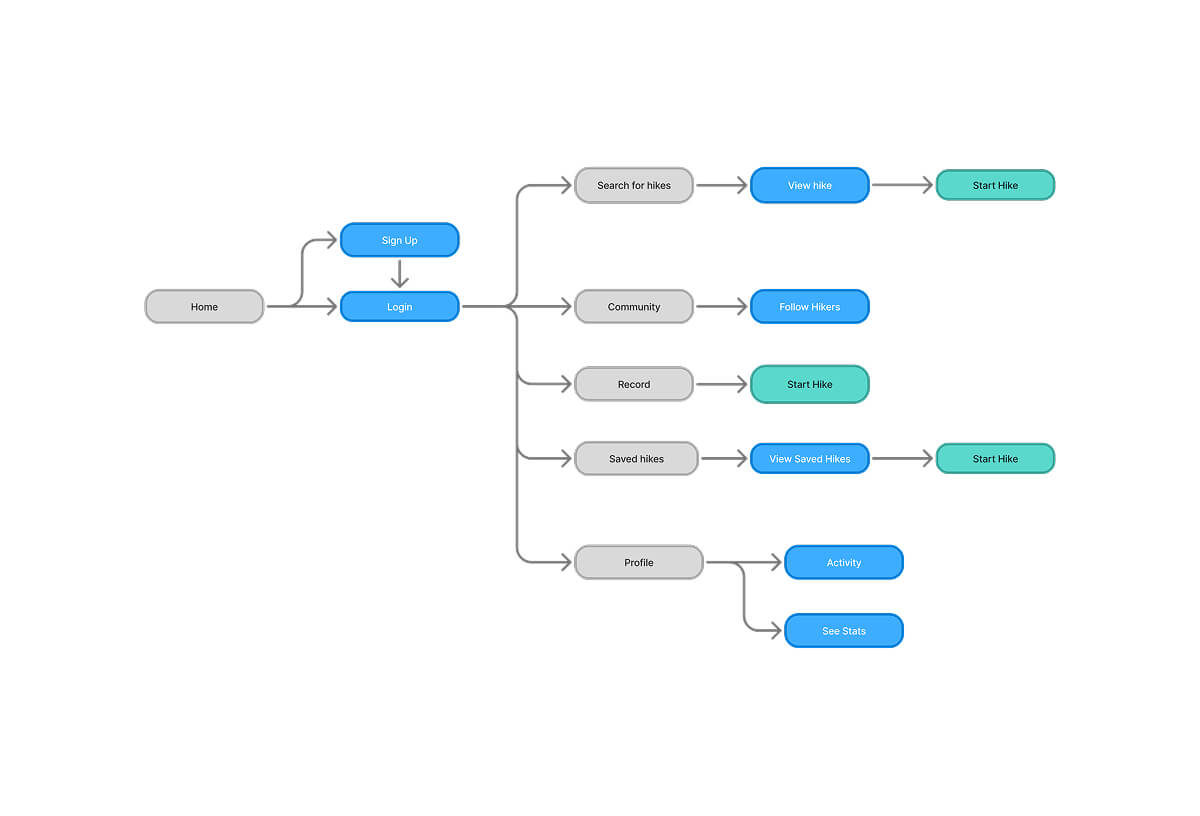 Search for hikes
View hike
Start Hike
Sign Up
Home
Login
Community
Follow Hikers
Record
Start Hike
Saved hikes
View Saved Hikes
Start Hike
Profile
Activity
See Stats